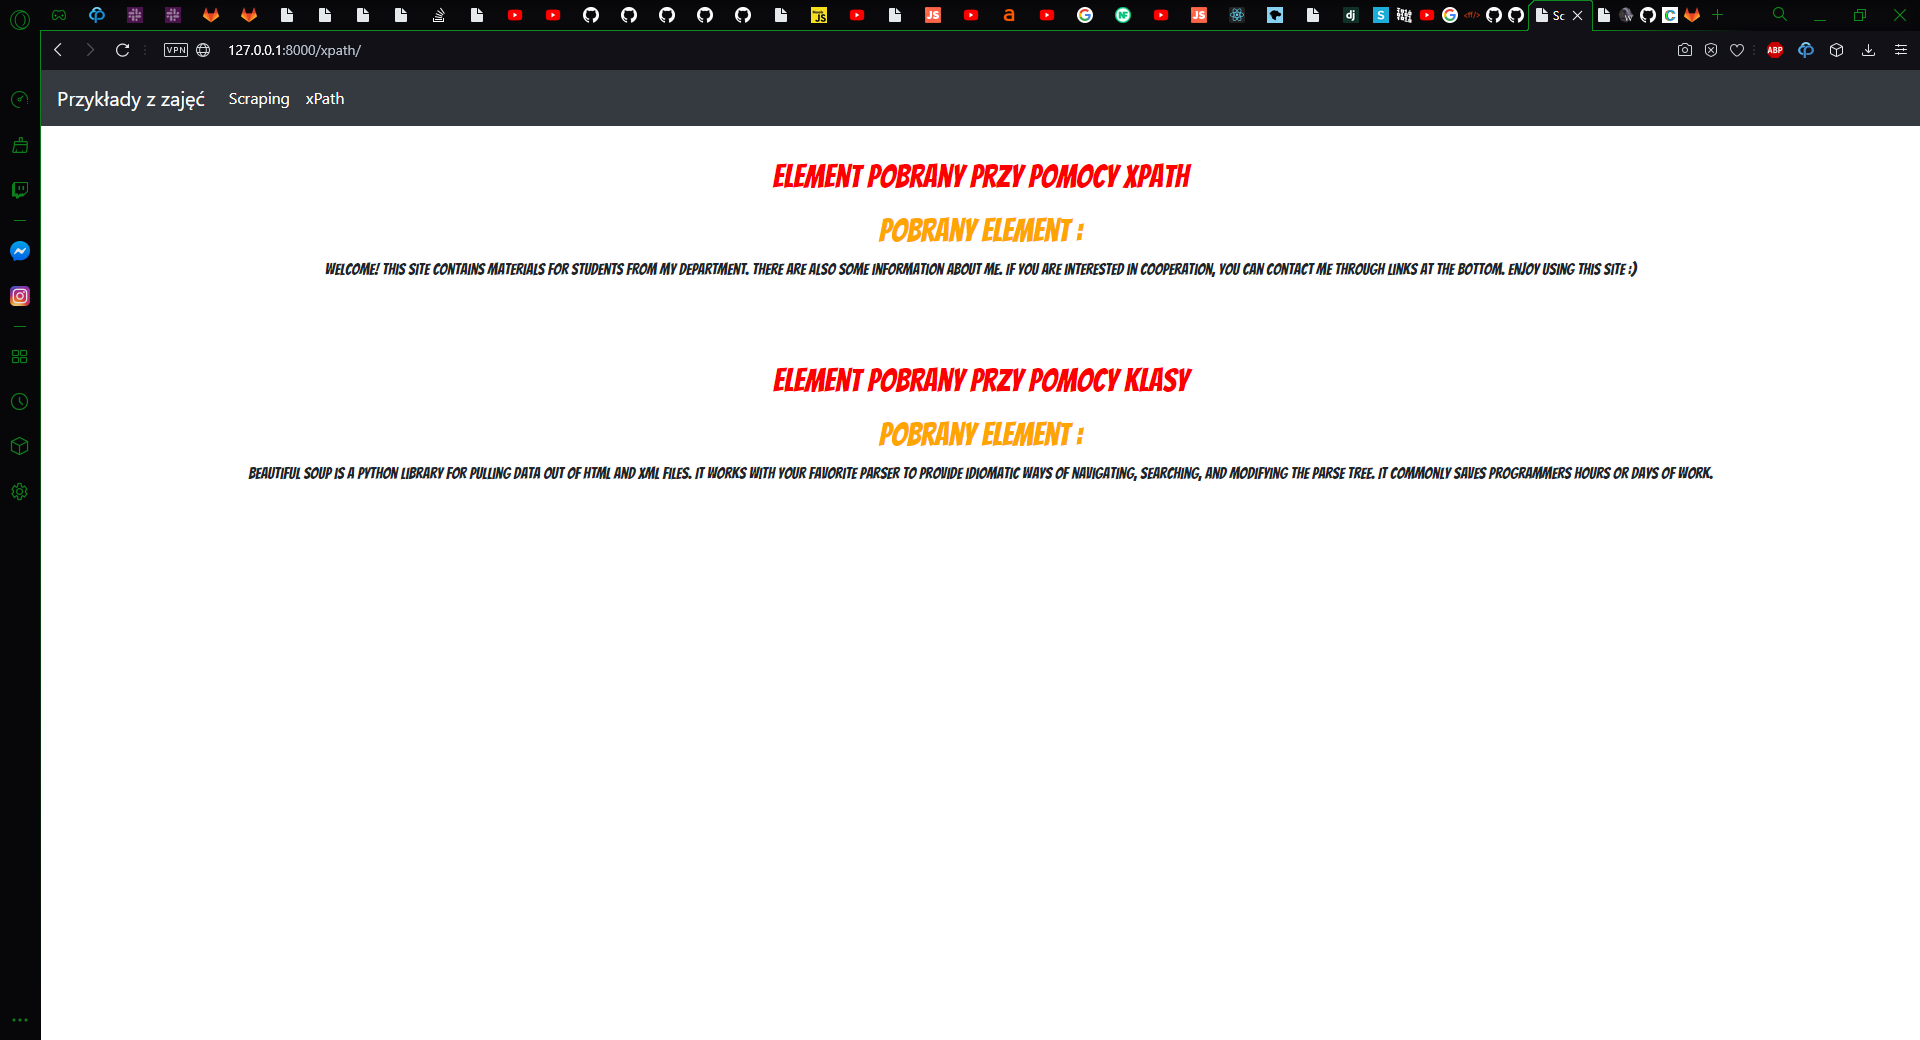 Sc
VPN
127.0.0.1:8000/xpath/
ABP
Przykłady z zajęć
Scraping
xPath
ELEMENT POBRANY PRZY POMOCY XPATH
POBRANY ELEMENT :
WELCOME! THIS SITE CONTAINS MATERIALS FOR STUDENTS FROM MY DEPARTMENT. THERE ARE ALSO SOME INFORMATION ABOUT ME. IF YOU ARE INTERESTED IN COOPERATION, YOU CAN CONTACT ME THROUGH LINKS AT THE BOTTOM. ENJOY USING THIS SITE :)
ELEMENT POBRANY PRZY POMOCY KLASY
POBRANY ELEMENT :
BEAUTIFUL SOUP IS A PYTHON LIBRARY FOR PULLING DATA OUT OF HTML AND XML FILES. IT WORKS WITH YOUR FAVORITE PARSER TO PROVIDE IDIOMATIC WAYS OF NAVIGATING, SEARCHING, AND MODIFYING THE PARSE TREE. IT COMMONLY SAVES PROGRAMMERS HOURS OR DAYS OF WORK.